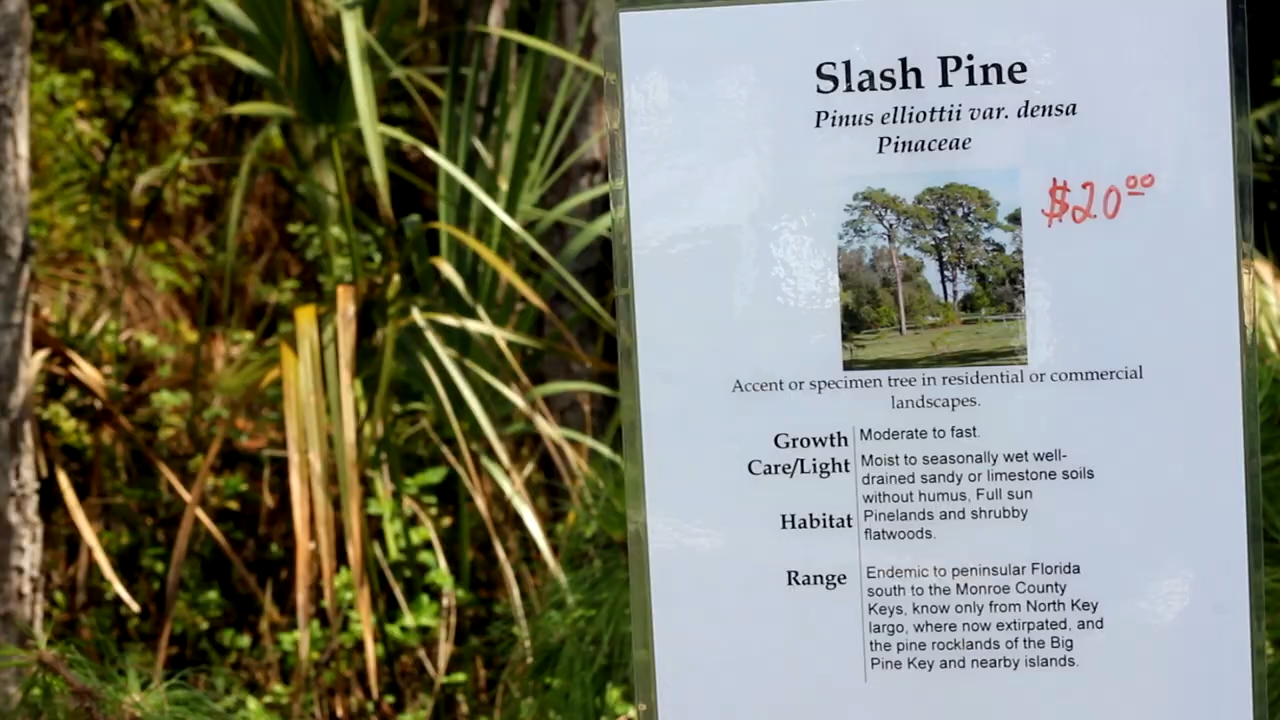 Slash Pine
Pinus elliottii var. densa
Pinaceae
$20⁰⁰
Accent or specimen tree in residential or commercial
landscapes.
Growth Moderate to fast.
Care/Light Moist to seasonally wet well-
drained sandy or limestone soils
without humus, Full sun
Habitat Pinelands and shrubby
flatwoods.
Range Endemic to peninsular Florida
south to the Monroe County
Keys, know only from North Key
largo, where now extirpated, and
the pine rocklands of the Big
Pine Key and nearby islands.